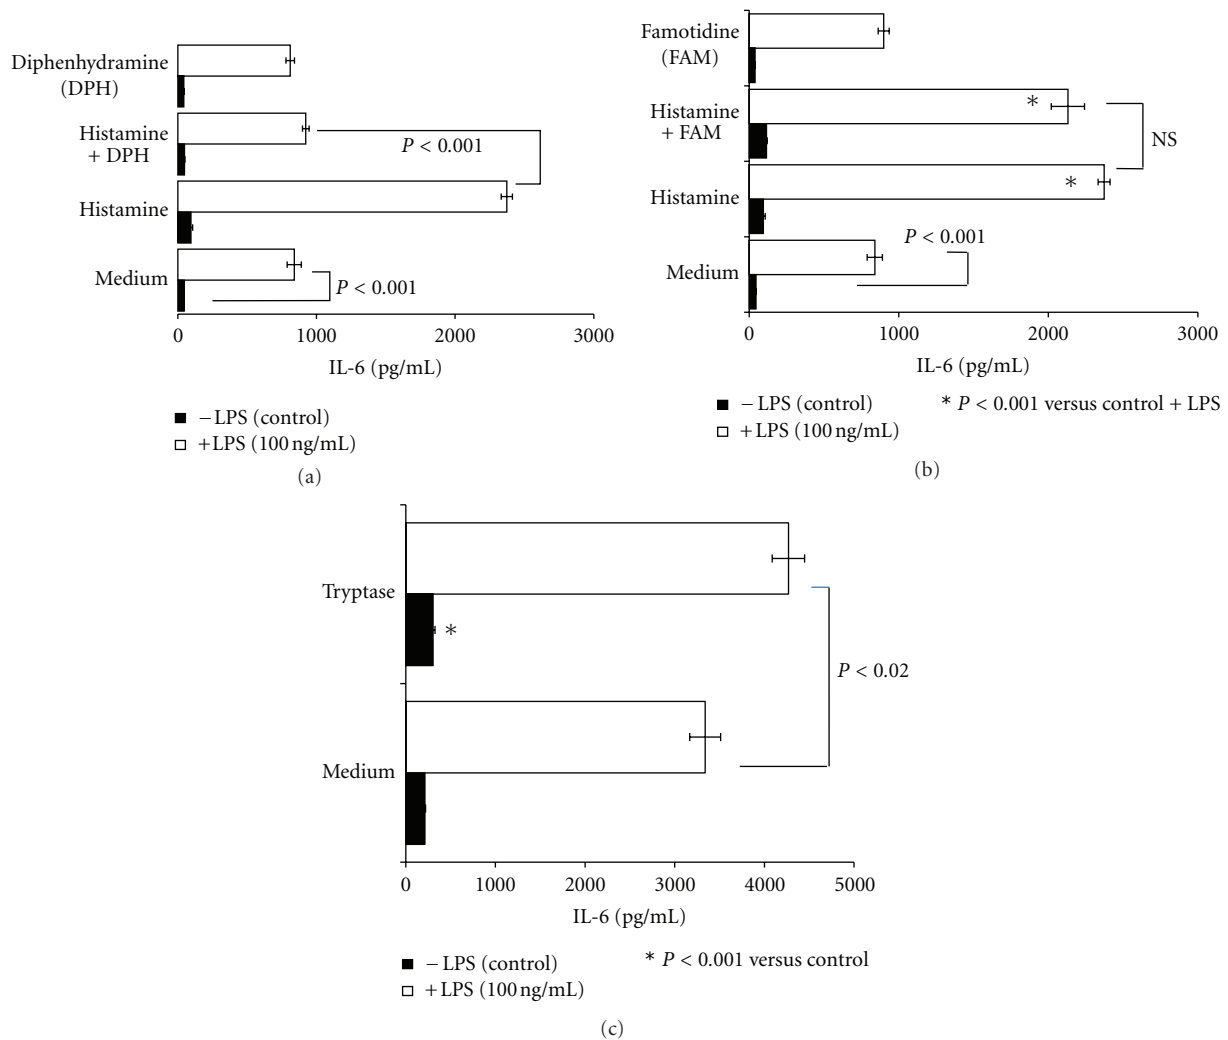 Diphenhydramine
(DPH)
Histamine
+ DPH
P < 0.001
Histamine
Medium
P < 0.001
0 1000 2000 3000
IL-6 (pg/mL)
− LPS (control)
+LPS (100 ng/mL)
(a)
Famotidine
(FAM)
Histamine
+ FAM
*
NS
Histamine
*
P < 0.001
Medium
0 1000 2000 3000
IL-6 (pg/mL)
− LPS (control)
* P < 0.001 versus control + LPS
+LPS (100 ng/mL)
(b)
Tryptase
*
P < 0.02
Medium
0 1000 2000 3000 4000 5000
IL-6 (pg/mL)
− LPS (control)
* P < 0.001 versus control
+LPS (100 ng/mL)
(c)